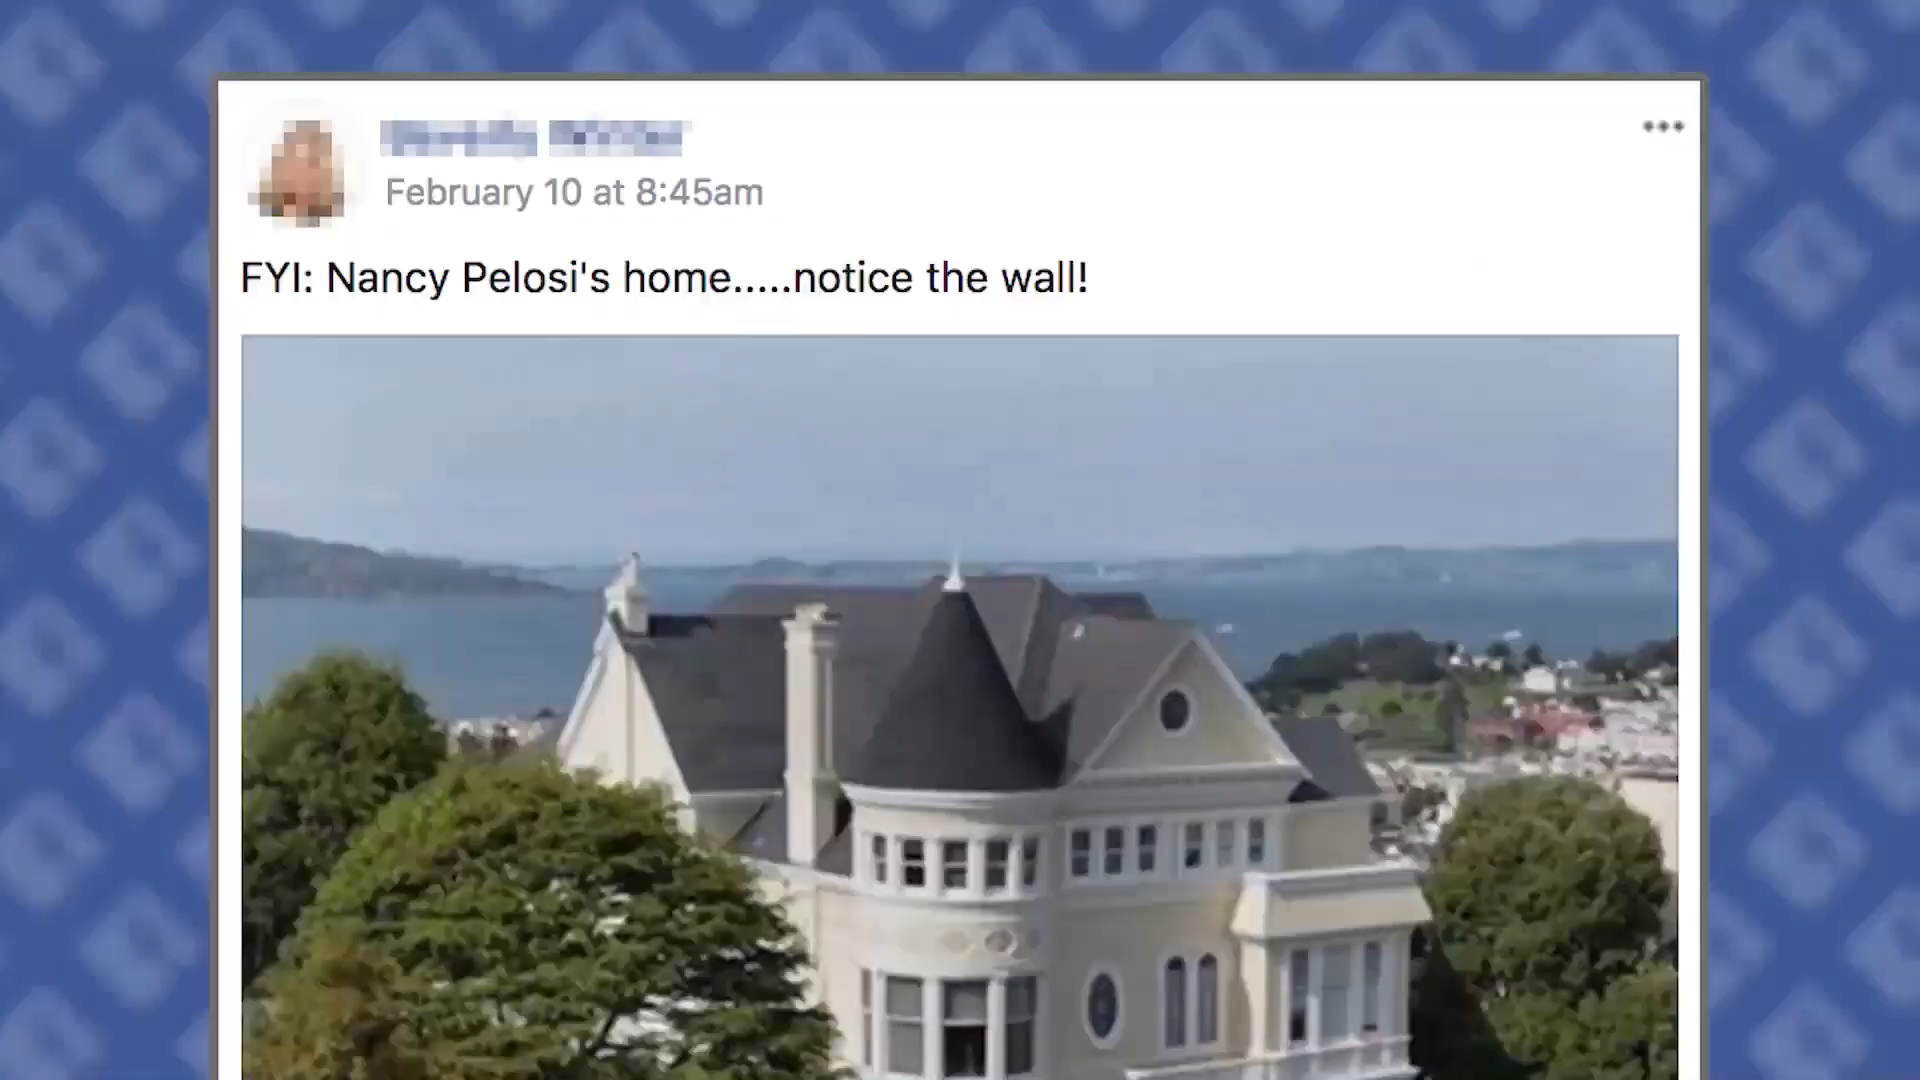 February 10 at 8:45am
FYI: Nancy Pelosi's home.....notice the wall!